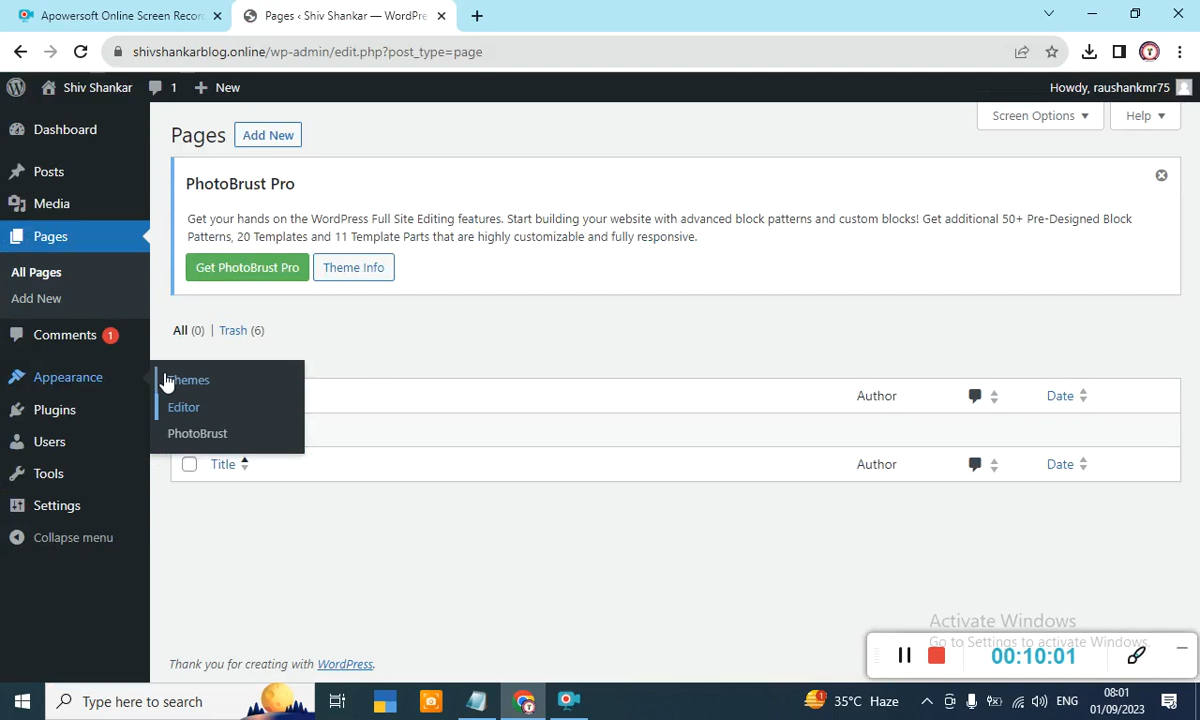 Apowersoft Online Screen Recor
Pages ‹ Shiv Shankar — WordPre
shivshankarblog.online/wp-admin/edit.php?post_type=page
Shiv Shankar
1
New
Howdy, raushankmr75
Dashboard
Posts
Media
Pages
All Pages
Add New
Comments 1
Appearance
Plugins
Users
Tools
Settings
Collapse menu
Pages
Add New
Screen Options
Help
PhotoBrust Pro
Get your hands on the WordPress Full Site Editing features. Start building your website with advanced block patterns and custom blocks! Get additional 50+ Pre-Designed Block
Patterns, 20 Templates and 11 Template Parts that are highly customizable and fully responsive.
Get PhotoBrust Pro
Theme Info
All (0) | Trash (6)
Themes
Editor
PhotoBrust
Author
Date
Title
Author
Date
Thank you for creating with WordPress.
Activate Windows
Go to Settings to activate Windows.
00:10:01
Type here to search
35°C Haze
ENG
08:01
01/09/2023